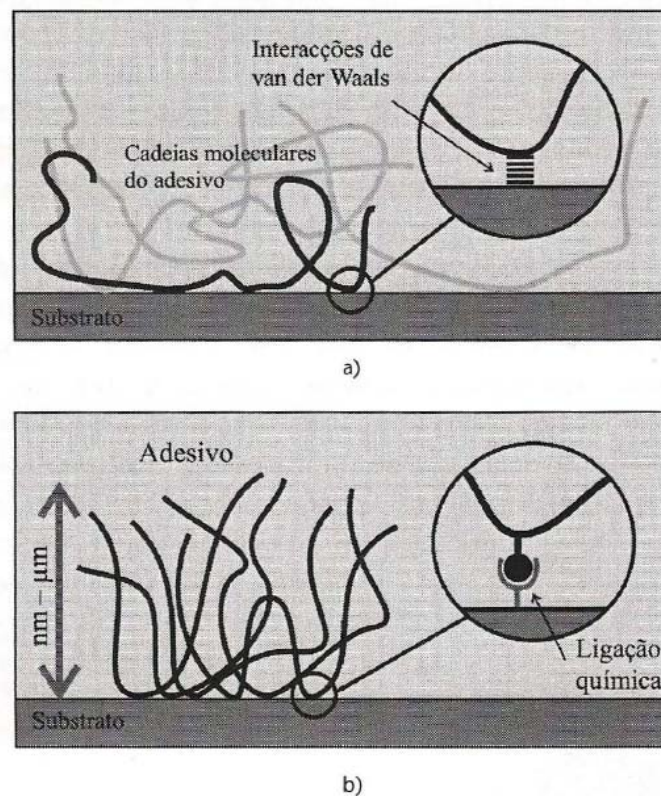 Interacções de
van der Waals
Cadeias moleculares
do adesivo
Substrato
a)
Adesivo
nm – μm
Ligação
química
Substrato
b)